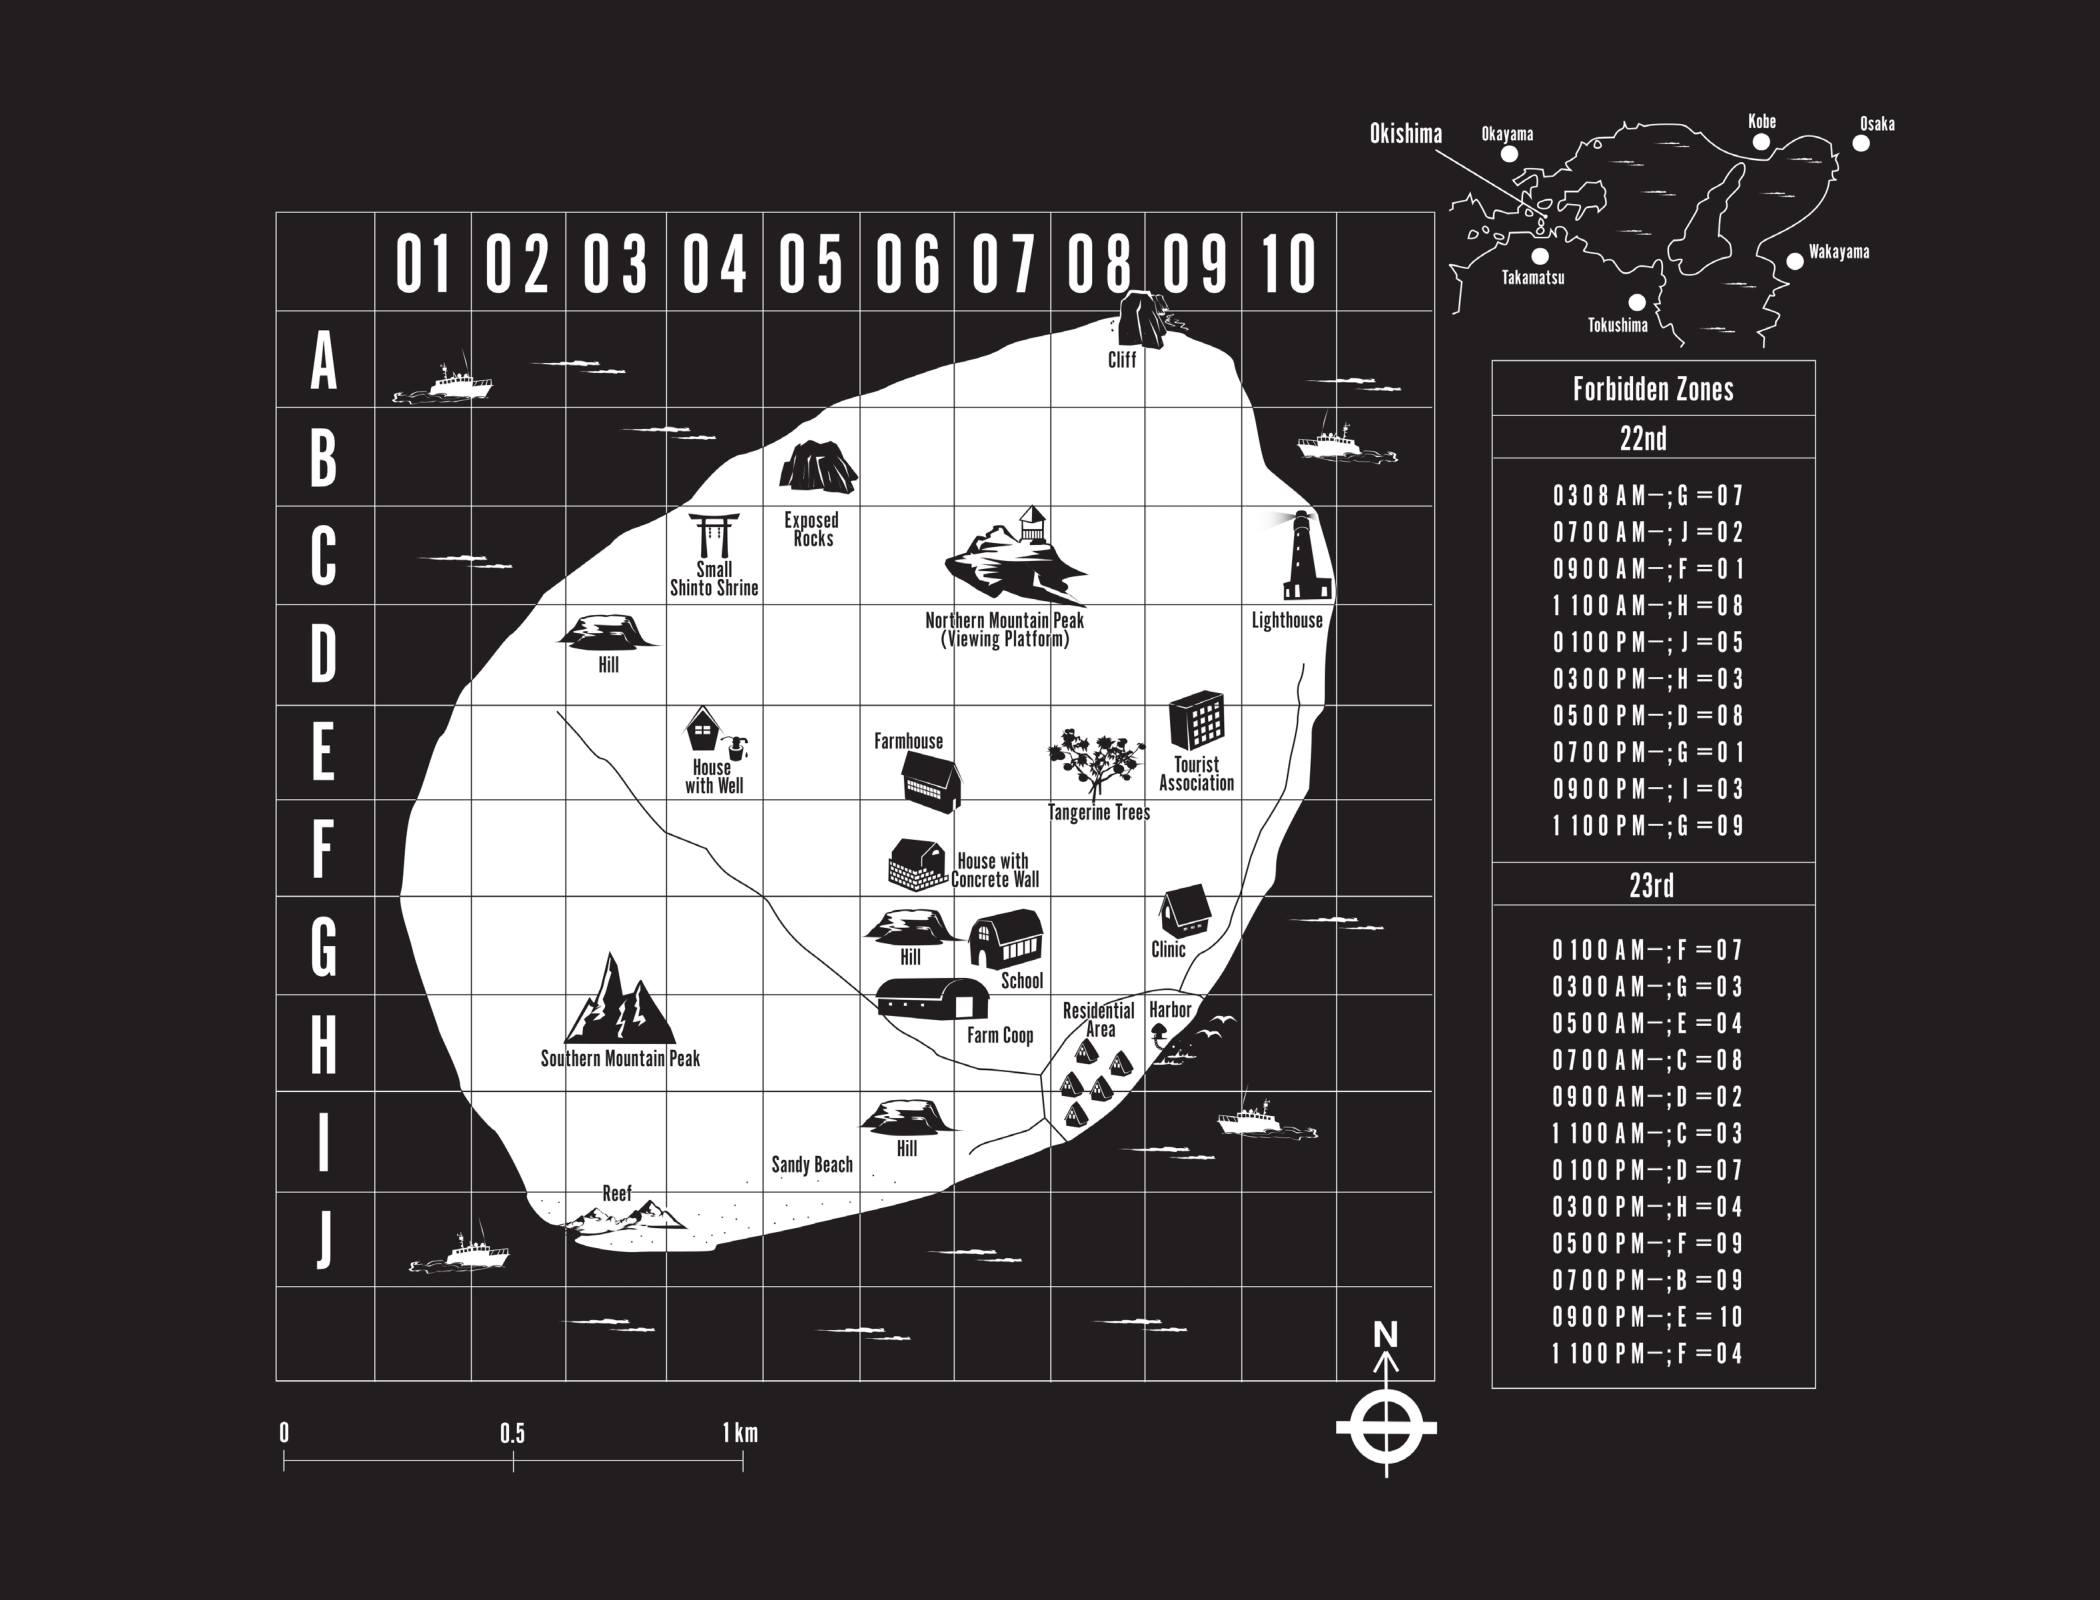 Okishima
Okayama
Kobe
Osaka
Wakayama
Takamatsu
Tokushima
01 02 03 04 05 06 07 08 09 10
A
B
C
D
E
F
G
H
I
J
Cliff
Exposed
Rocks
Small
Shinto Shrine
Northern Mountain Peak
(Viewing Platform)
Lighthouse
Hill
House
with Well
Farmhouse
Tangerine Trees
Tourist
Association
House with
Concrete Wall
Hill
School
Clinic
Farm Coop
Residential
Area
Harbor
Southern Mountain Peak
Hill
Sandy Beach
Reef
0 0.5 1 km
N
Forbidden Zones
22nd
0308 AM–; G = 07
0700 AM–; J = 02
0900 AM–; F = 01
1100 AM–; H = 08
0100 PM–; J = 05
0300 PM–; H = 03
0500 PM–; D = 08
0700 PM–; G = 01
0900 PM–; I = 03
1100 PM–; G = 09
23rd
0100 AM–; F = 07
0300 AM–; G = 03
0500 AM–; E = 04
0700 AM–; C = 08
0900 AM–; D = 02
1100 AM–; C = 03
0100 PM–; D = 07
0300 PM–; H = 04
0500 PM–; F = 09
0700 PM–; B = 09
0900 PM–; E = 10
1100 PM–; F = 04